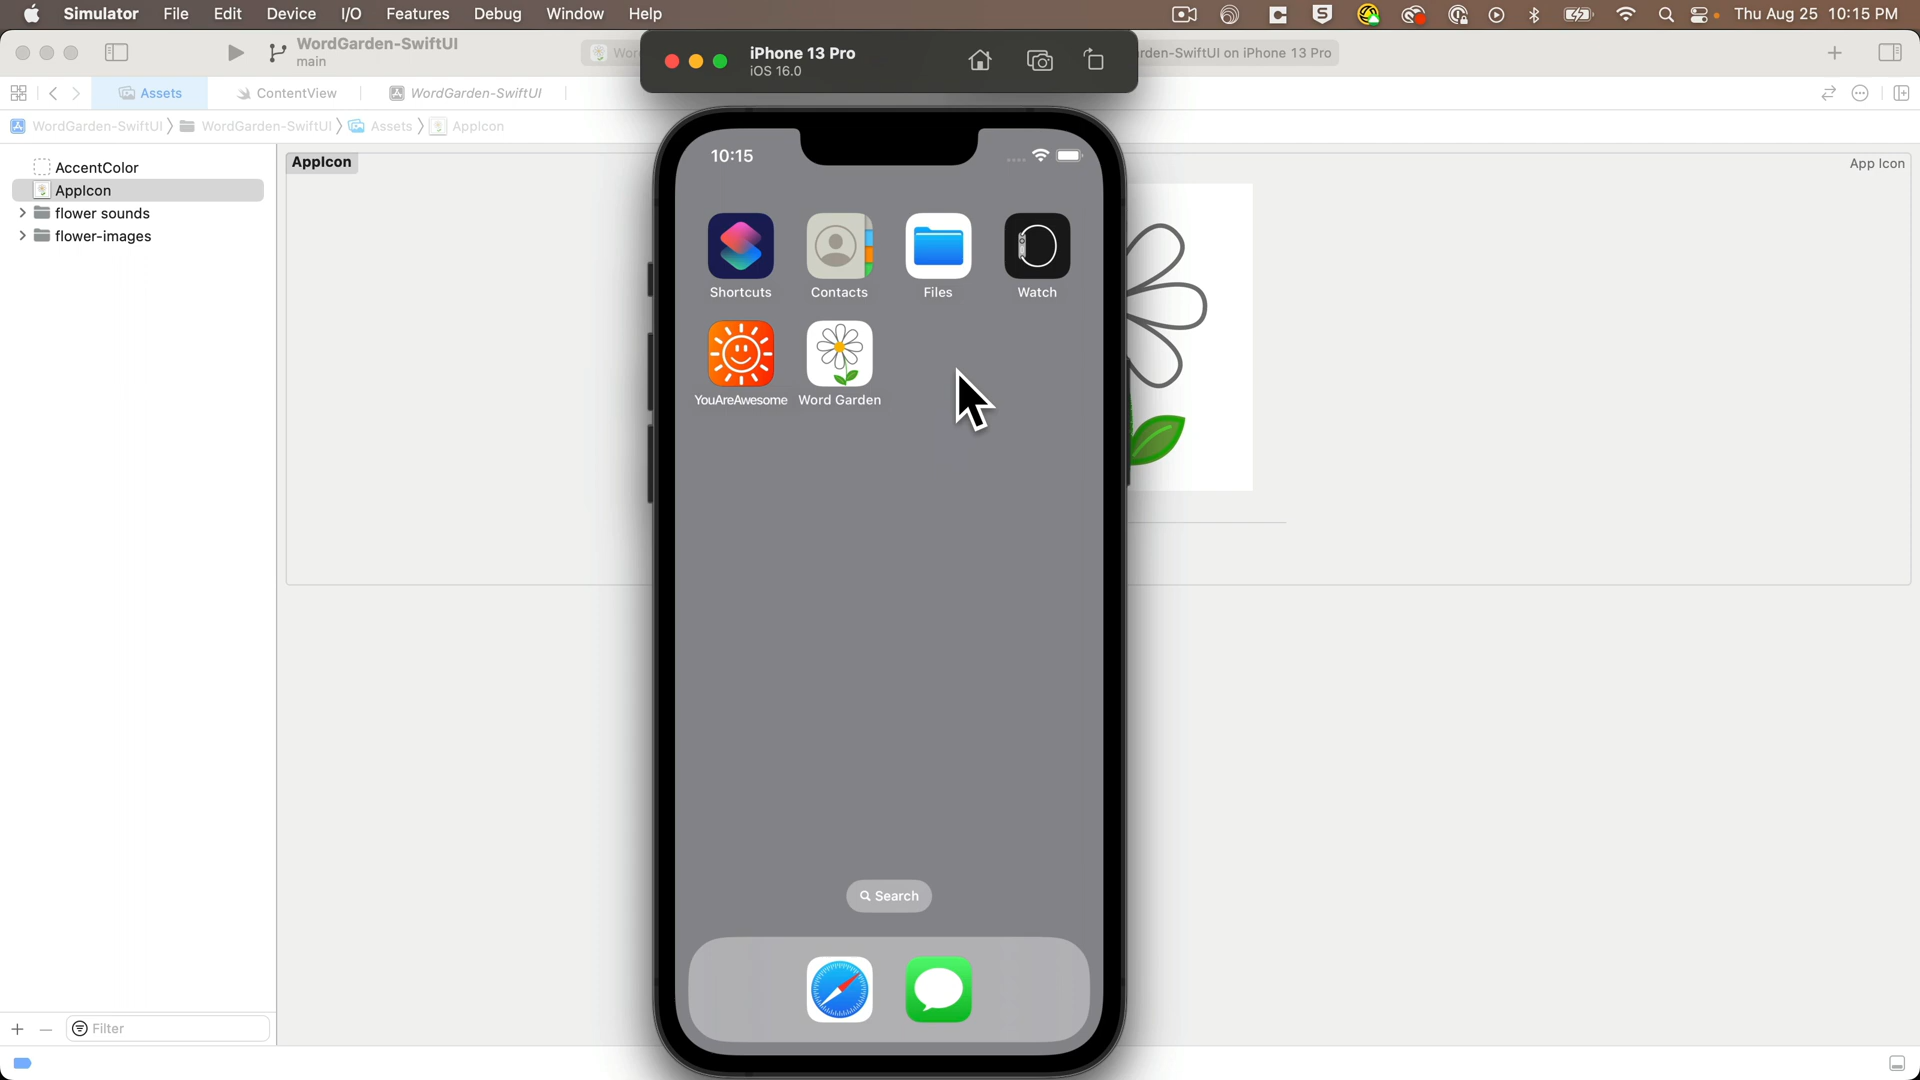 Simulator File Edit Device I/O Features Debug Window Help Thu Aug 25 10:15 PM
WordGarden-SwiftUI
main
iPhone 13 Pro
iOS 16.0
rden-SwiftUI on iPhone 13 Pro
Assets ContentView WordGarden-SwiftUI
WordGarden-SwiftUI WordGarden-SwiftUI Assets AppIcon
AccentColor
AppIcon
flower sounds
flower-images
AppIcon
App Icon
10:15
Shortcuts Contacts Files Watch
YouAreAwesome Word Garden
Search
Filter